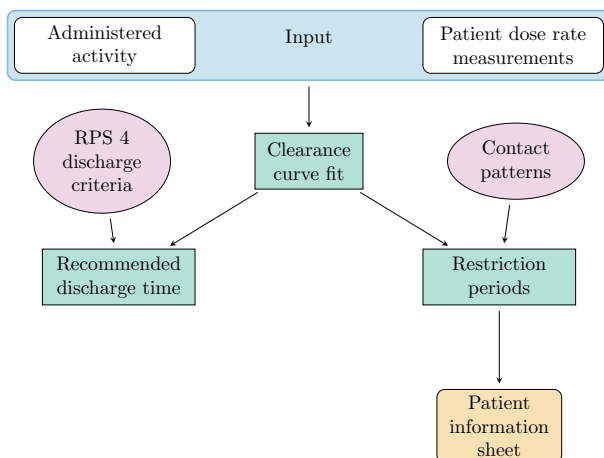 Administered
activity
Input
Patient dose rate
measurements
RPS 4
discharge
criteria
Clearance
curve fit
Contact
patterns
Recommended
discharge time
Restriction
periods
Patient
information
sheet